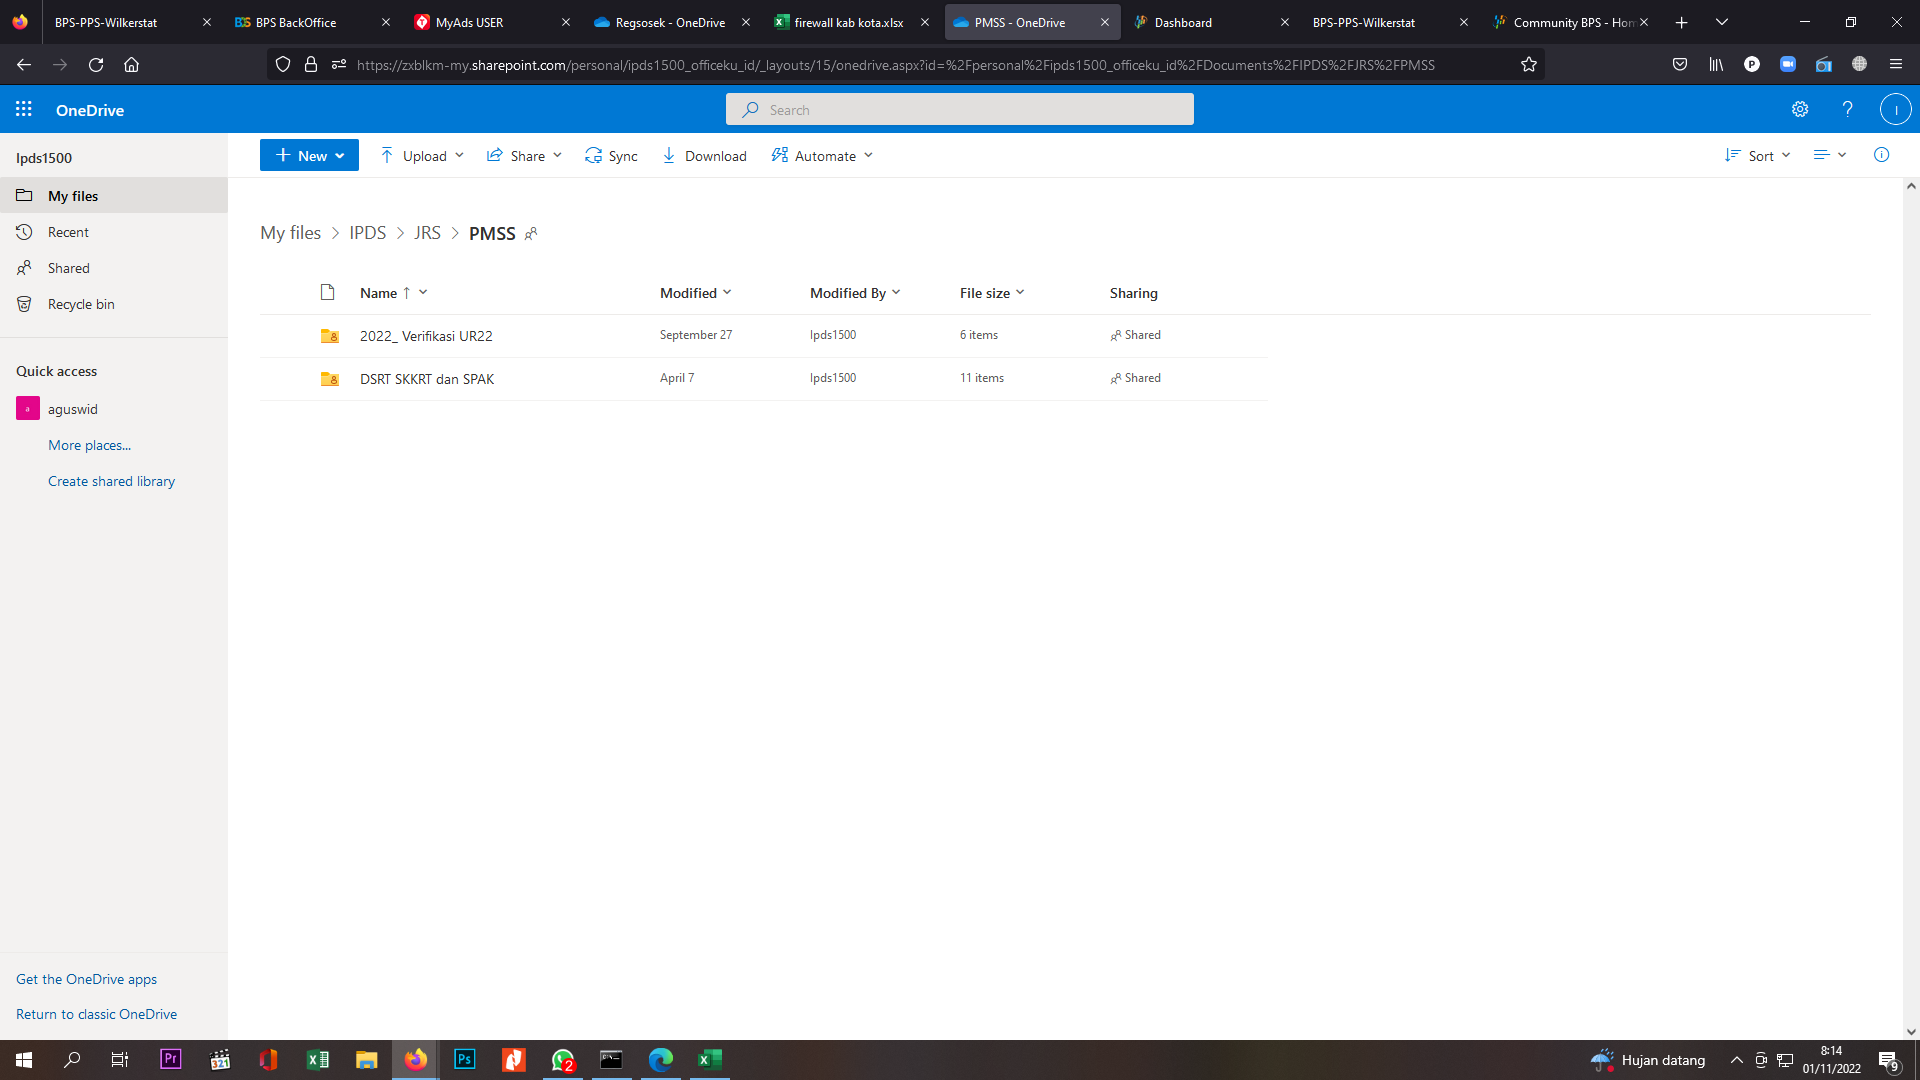 BPS-PPS-Wilkerstat
BPS BackOffice
MyAds USER
Regsosek - OneDrive
firewall kab kota.xlsx
PMSS - OneDrive
Dashboard
BPS-PPS-Wilkerstat
Community BPS - Hom
https://zxblkm-my.sharepoint.com/personal/ipds1500_officeku_id/_layouts/15/onedrive.aspx?id=%2Fpersonal%2Fipds1500_officeku_id%2FDocuments%2FIPDS%2FJRS%2FPMSS
OneDrive
Search
?
I
Ipds1500
New
Upload
Share
Sync
Download
Automate
Sort
My files
Recent
Shared
Recycle bin
Quick access
a
aguswid
More places...
Create shared library
Get the OneDrive apps
Return to classic OneDrive
My files > IPDS > JRS > PMSS
Name ↑ Modified Modified By File size Sharing
2022_ Verifikasi UR22 September 27 Ipds1500 6 items Shared
DSRT SKKRT dan SPAK April 7 Ipds1500 11 items Shared
Pr
321
Ps
2
Hujan datang
8:14
01/11/2022
9